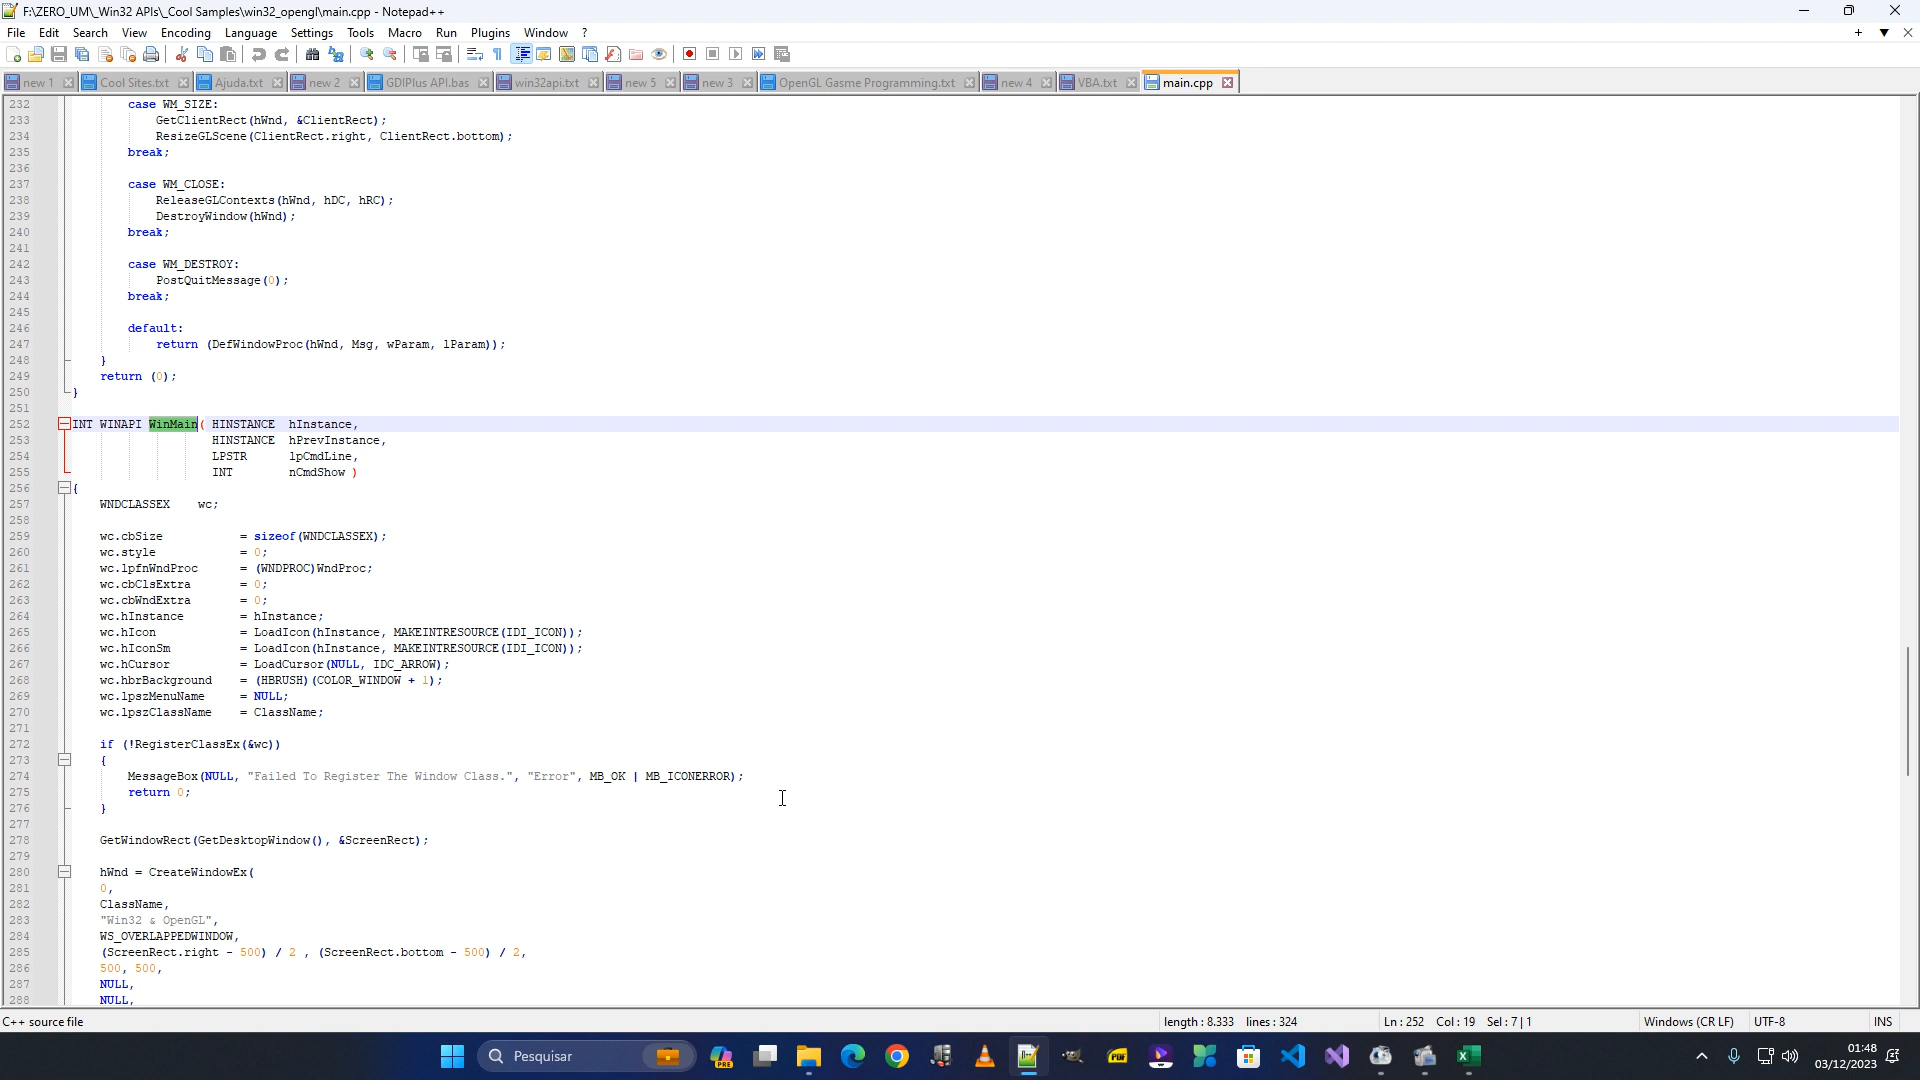 F:\ZERO_UM\_Win32 APIs\_Cool Samples\win32_opengl\main.cpp - Notepad++
File Edit Search View Encoding Language Settings Tools Macro Run Plugins Window ?
new 1 Cool Sites.txt Ajuda.txt new 2 GDIPlus API.bas win32api.txt new 5 new 3 OpenGL Gasme Programming.txt new 4 VBA.txt main.cpp
232 case WM_SIZE:
233 GetClientRect(hWnd, &ClientRect);
234 ResizeGLScene(ClientRect.right, ClientRect.bottom);
235 break;
236
237 case WM_CLOSE:
238 ReleaseGLContexts(hWnd, hDC, hRC);
239 DestroyWindow(hWnd);
240 break;
241
242 case WM_DESTROY:
243 PostQuitMessage(0);
244 break;
245
246 default:
247 return (DefWindowProc(hWnd, Msg, wParam, lParam));
248 }
249 return (0);
250 }
251
252 INT WINAPI WinMain( HINSTANCE hInstance,
253 HINSTANCE hPrevInstance,
254 LPSTR lpCmdLine,
255 INT nCmdShow )
256 {
257 WNDCLASSEX wc;
258
259 wc.cbSize = sizeof(WNDCLASSEX);
260 wc.style = 0;
261 wc.lpfnWndProc = (WNDPROC)WndProc;
262 wc.cbClsExtra = 0;
263 wc.cbWndExtra = 0;
264 wc.hInstance = hInstance;
265 wc.hIcon = LoadIcon(hInstance, MAKEINTRESOURCE(IDI_ICON));
266 wc.hIconSm = LoadIcon(hInstance, MAKEINTRESOURCE(IDI_ICON));
267 wc.hCursor = LoadCursor(NULL, IDC_ARROW);
268 wc.hbrBackground = (HBRUSH)(COLOR_WINDOW + 1);
269 wc.lpszMenuName = NULL;
270 wc.lpszClassName = ClassName;
271
272 if (!RegisterClassEx(&wc))
273 {
274 MessageBox(NULL, "Failed To Register The Window Class.", "Error", MB_OK | MB_ICONERROR);
275 return 0;
276 }
277
278 GetWindowRect(GetDesktopWindow(), &ScreenRect);
279
280 hWnd = CreateWindowEx(
281 0,
282 ClassName,
283 "Win32 & OpenGL",
284 WS_OVERLAPPEDWINDOW,
285 (ScreenRect.right - 500) / 2 , (ScreenRect.bottom - 500) / 2,
286 500, 500,
287 NULL,
288 NULL,
C++ source file length : 8.333 lines : 324 Ln : 252 Col : 19 Sel : 7 | 1 Windows (CR LF) UTF-8 INS
Pesquisar
PRE
PDF
01:48
03/12/2023